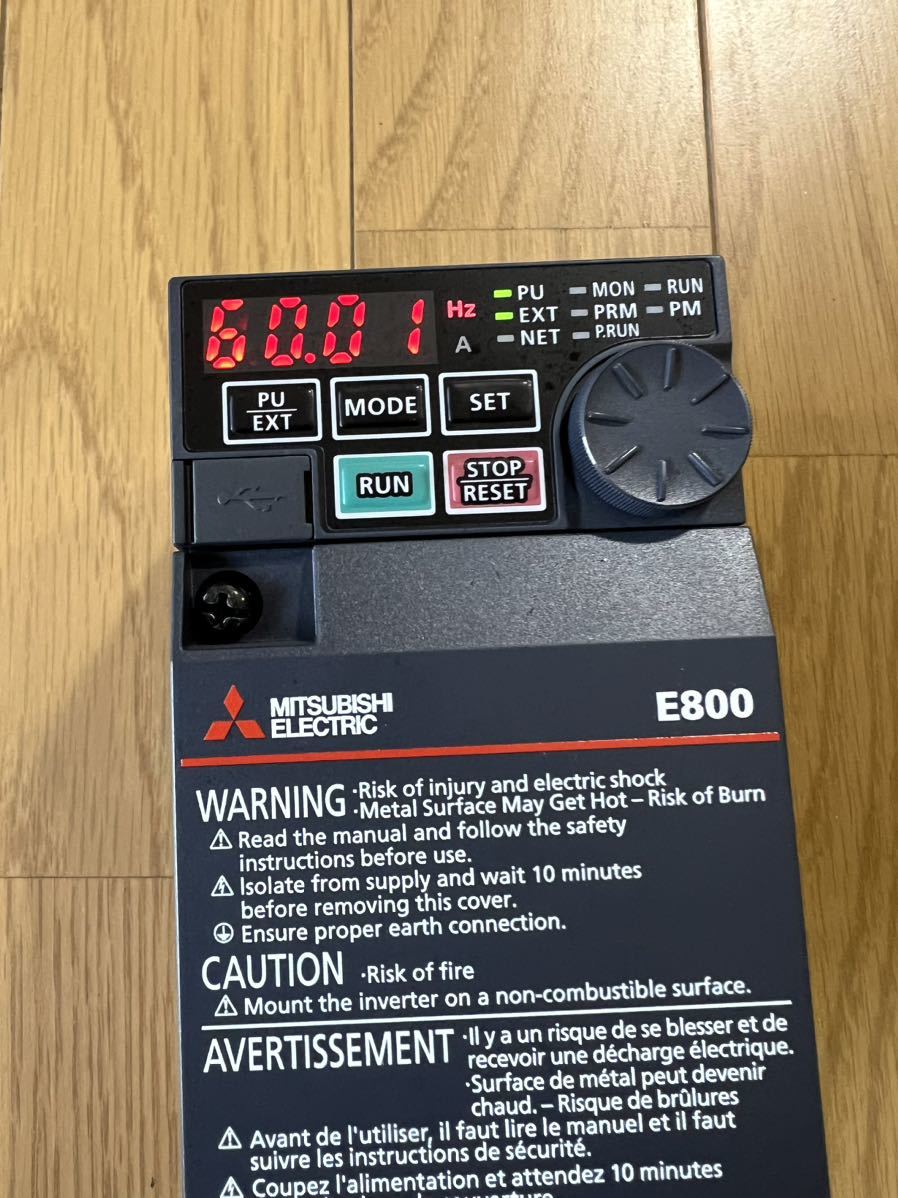 60.01 Hz
A
PU
EXT
NET
MON
PRM
P.RUN
RUN
PM
PU
EXT
MODE
SET
RUN
STOP
RESET
MITSUBISHI
ELECTRIC
E800
WARNING ·Risk of injury and electric shock
·Metal Surface May Get Hot – Risk of Burn
Read the manual and follow the safety
instructions before use.
Isolate from supply and wait 10 minutes
before removing this cover.
Ensure proper earth connection.
CAUTION ·Risk of fire
Mount the inverter on a non-combustible surface.
AVERTISSEMENT ·Il y a un risque de se blesser et de
recevoir une décharge électrique.
·Surface de métal peut devenir
chaud. – Risque de brûlures
Avant de l'utiliser, il faut lire le manuel et il faut
suivre les instructions de sécurité.
Coupez l'alimentation et attendez 10 minutes